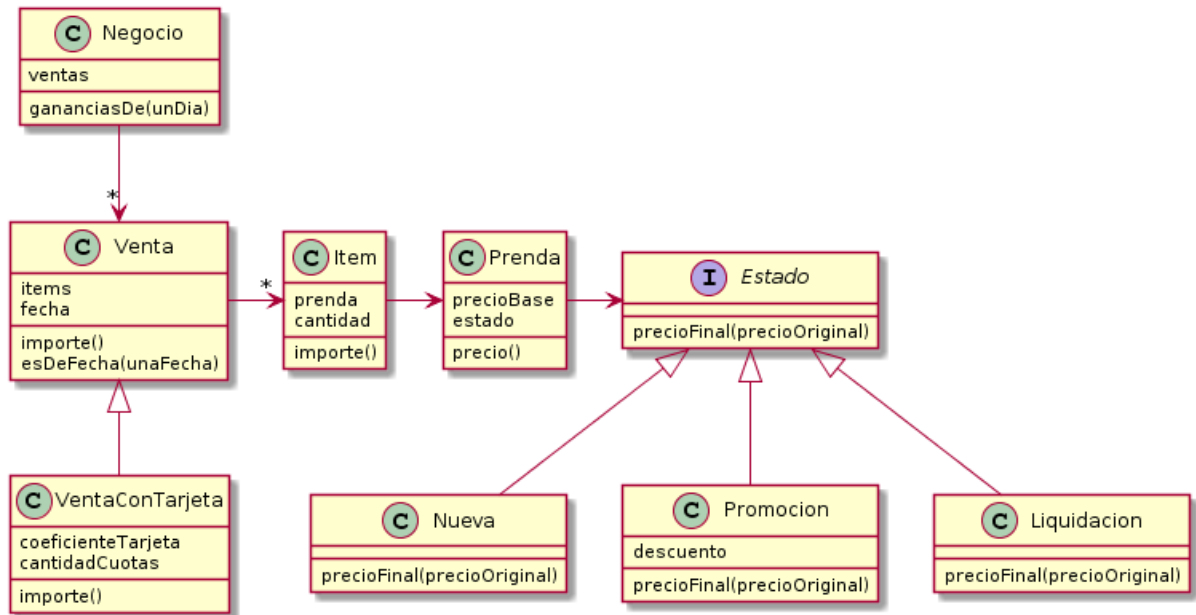 C Negocio
ventas
gananciasDe(unDia)
*
C Venta
items
fecha
importe()
esDeFecha(unaFecha)
*
C Item
prenda
cantidad
importe()
C Prenda
precioBase
estado
precio()
I Estado
precioFinal(precioOriginal)
C VentaConTarjeta
coeficienteTarjeta
cantidadCuotas
importe()
C Nueva
precioFinal(precioOriginal)
C Promocion
descuento
precioFinal(precioOriginal)
C Liquidacion
precioFinal(precioOriginal)